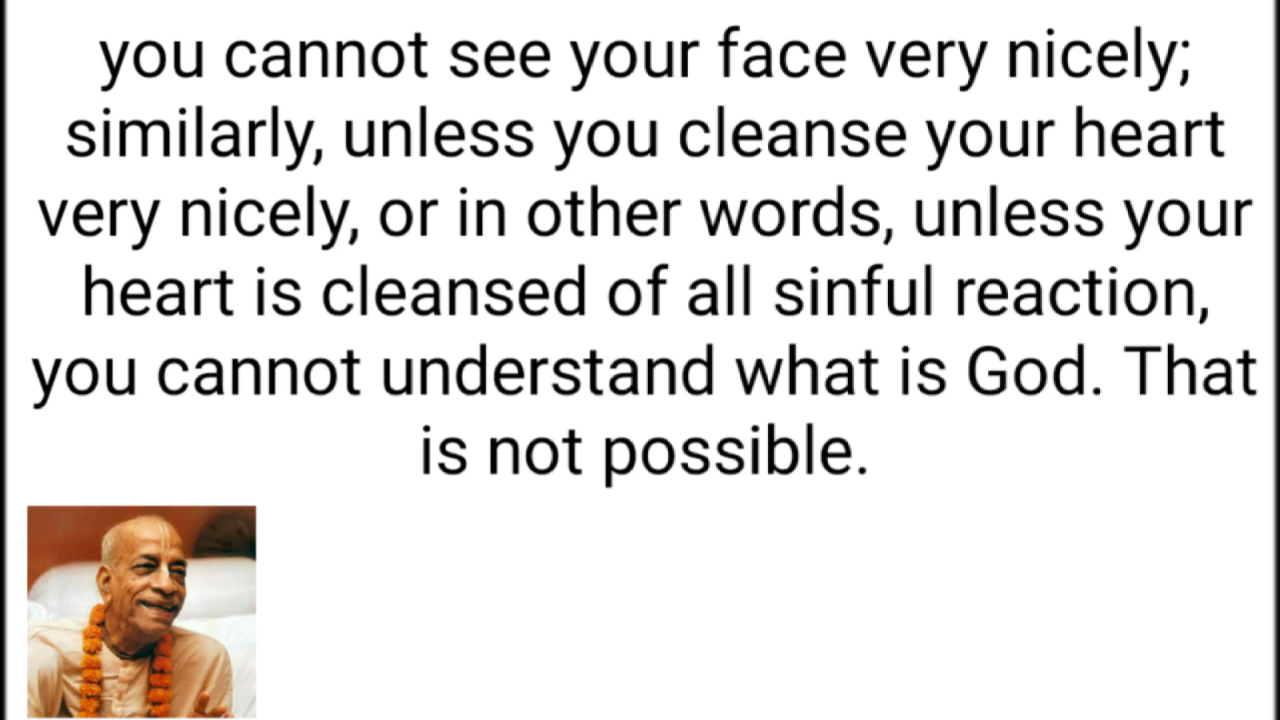 you cannot see your face very nicely;
similarly, unless you cleanse your heart
very nicely, or in other words, unless your
heart is cleansed of all sinful reaction,
you cannot understand what is God. That
is not possible.